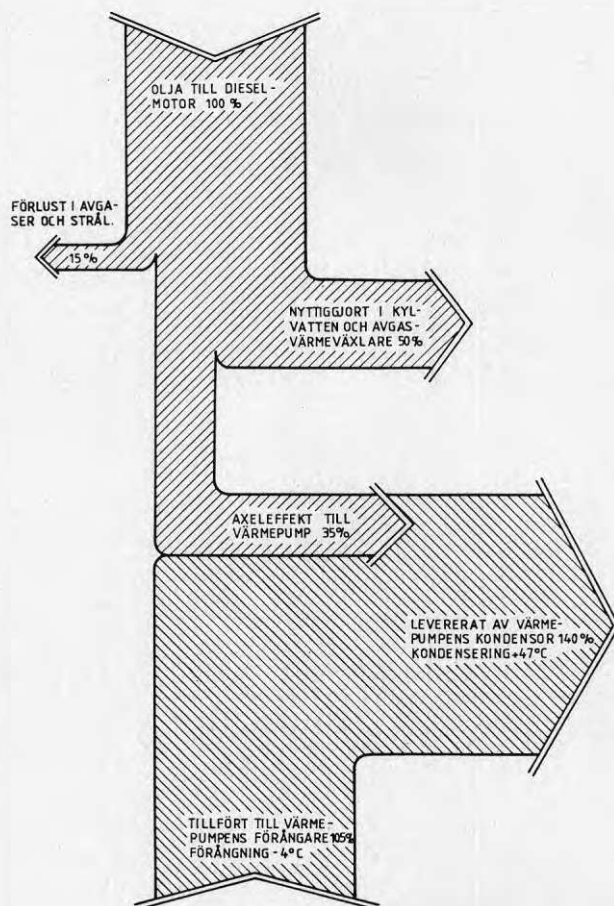 OLJA TILL DIESEL-
MOTOR 100 %
FÖRLUST I AVGA-
SER OCH STRÅL.
15%
NYTTIGGJORT I KYL-
VATTEN OCH AVGAS-
VÄRMEVÄXLARE 50%
AXELEFFEKT TILL
VÄRMEPUMP 35%
LEVERERAT AV VÄRME-
PUMPENS KONDENSOR 140%
KONDENSERING +47°C
TILLFÖRT TILL VÄRME-
PUMPENS FÖRÅNGARE 105%
FÖRÅNGNING -4°C